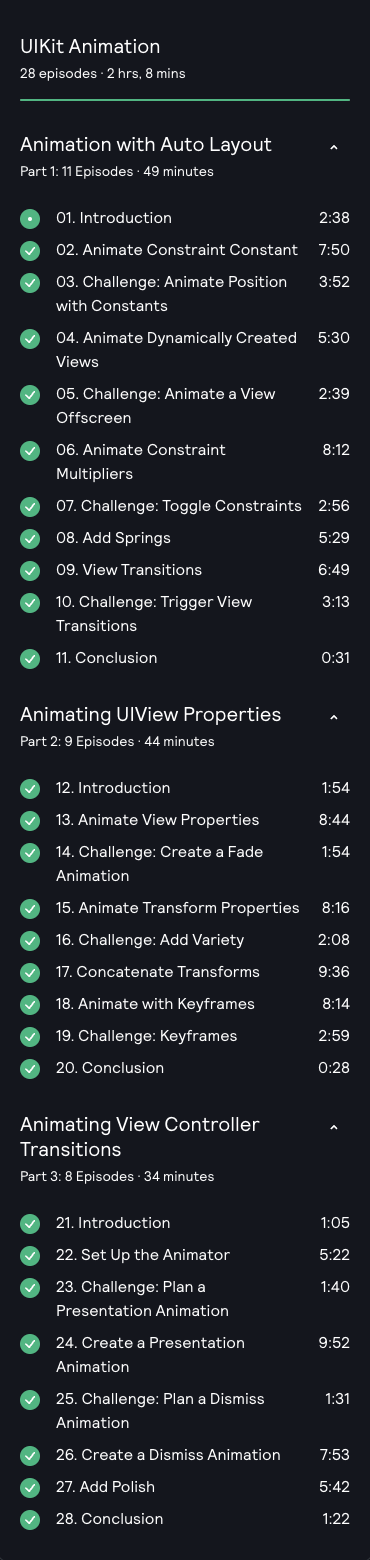 UIKit Animation
28 episodes · 2 hrs, 8 mins
Animation with Auto Layout
Part 1: 11 Episodes · 49 minutes
01. Introduction 2:38
02. Animate Constraint Constant 7:50
03. Challenge: Animate Position 3:52
with Constants
04. Animate Dynamically Created 5:30
Views
05. Challenge: Animate a View 2:39
Offscreen
06. Animate Constraint 8:12
Multipliers
07. Challenge: Toggle Constraints 2:56
08. Add Springs 5:29
09. View Transitions 6:49
10. Challenge: Trigger View 3:13
Transitions
11. Conclusion 0:31
Animating UIView Properties
Part 2: 9 Episodes · 44 minutes
12. Introduction 1:54
13. Animate View Properties 8:44
14. Challenge: Create a Fade 1:54
Animation
15. Animate Transform Properties 8:16
16. Challenge: Add Variety 2:08
17. Concatenate Transforms 9:36
18. Animate with Keyframes 8:14
19. Challenge: Keyframes 2:59
20. Conclusion 0:28
Animating View Controller
Transitions
Part 3: 8 Episodes · 34 minutes
21. Introduction 1:05
22. Set Up the Animator 5:22
23. Challenge: Plan a 1:40
Presentation Animation
24. Create a Presentation 9:52
Animation
25. Challenge: Plan a Dismiss 1:31
Animation
26. Create a Dismiss Animation 7:53
27. Add Polish 5:42
28. Conclusion 1:22